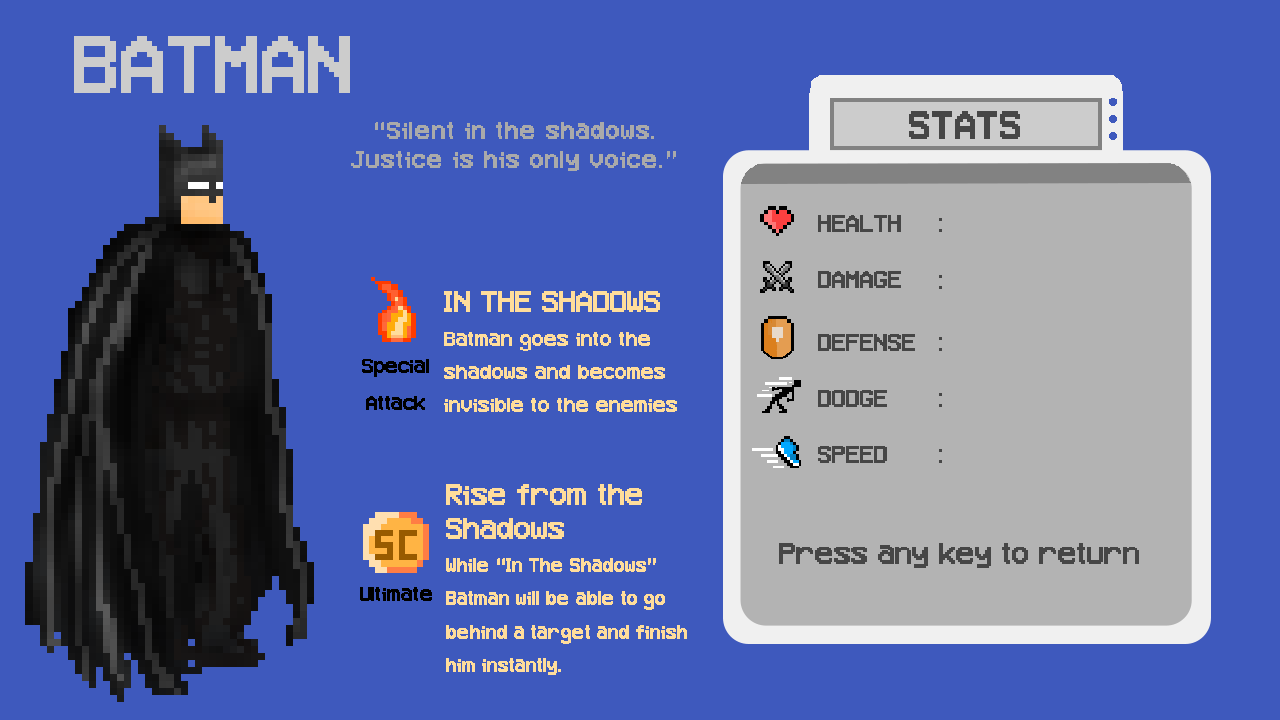 BATMAN
"Silent in the shadows.
Justice is his only voice."
IN THE SHADOWS
Batman goes into the
shadows and becomes
invisible to the enemies
Special
Attack
Rise from the
Shadows
While "In The Shadows"
Batman will be able to go
behind a target and finish
him instantly.
SC
Ultimate
STATS
HEALTH :
DAMAGE :
DEFENSE :
DODGE :
SPEED :
Press any key to return